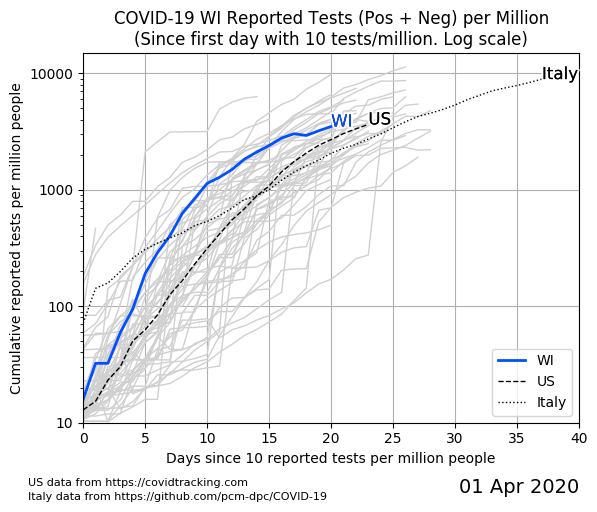 COVID-19 WI Reported Tests (Pos + Neg) per Million
(Since first day with 10 tests/million. Log scale)
Cumulative reported tests per million people
10000
1000
100
10
Italy
WI
US
WI
US
Italy
0 5 10 15 20 25 30 35 40
Days since 10 reported tests per million people
US data from https://covidtracking.com
Italy data from https://github.com/pcm-dpc/COVID-19
01 Apr 2020